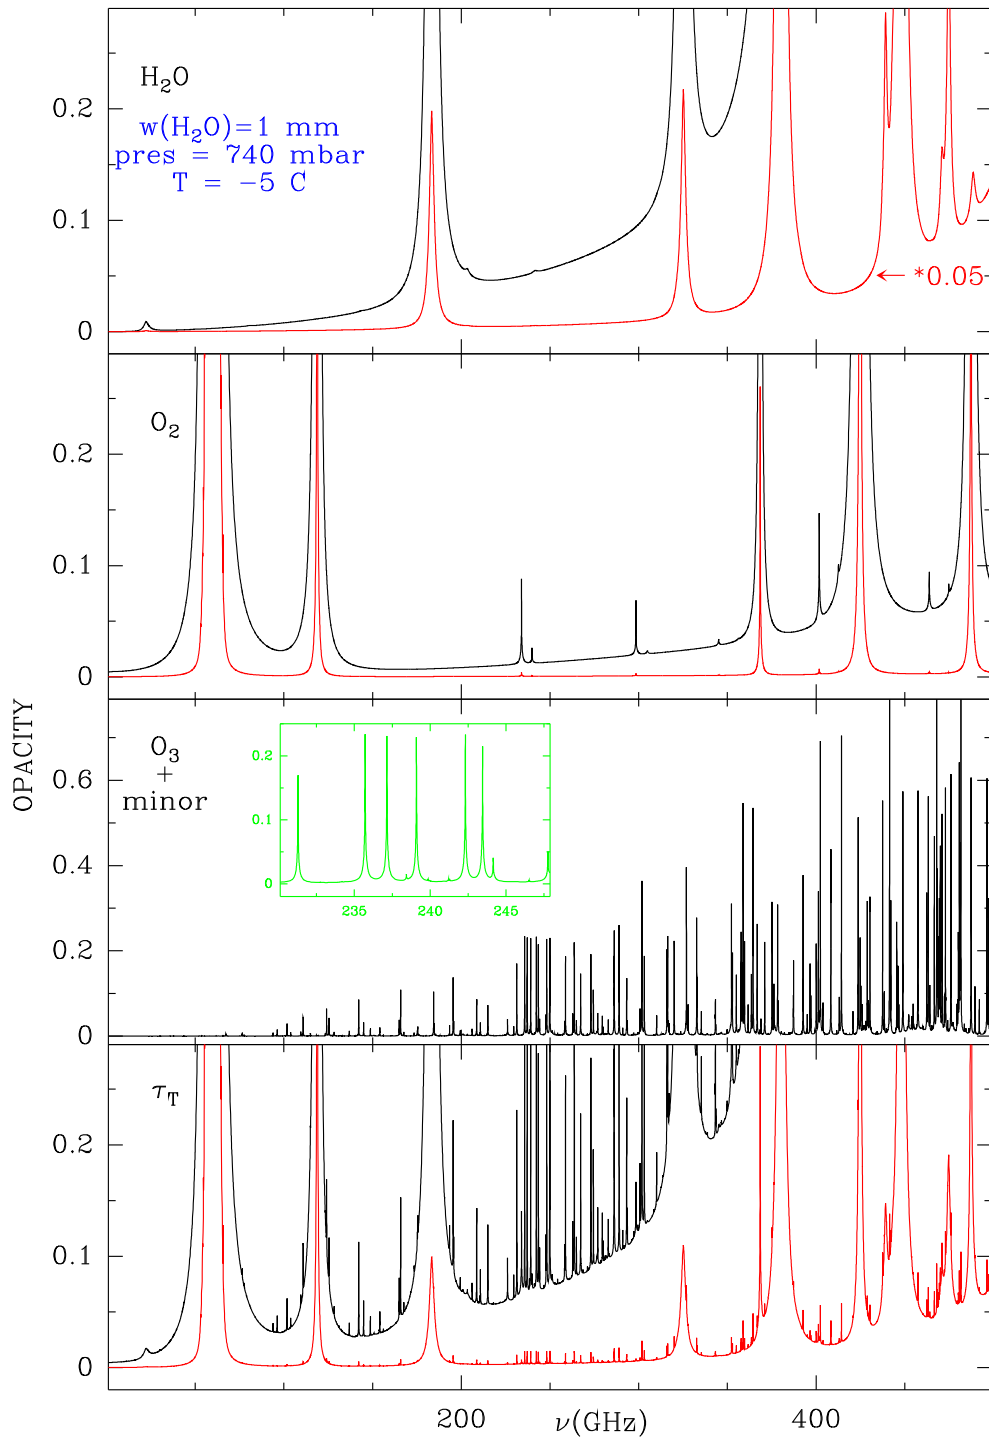 H₂O
w(H₂O)=1 mm
pres = 740 mbar
T = −5 C
0.2
0.1
0
*0.05
O₂
0.2
0.1
0
OPACITY
O₃
+
minor
0.2
0.1
0
235 240 245
0.6
0.4
0.2
0
τ_T
0.2
0.1
0
200 ν(GHz) 400